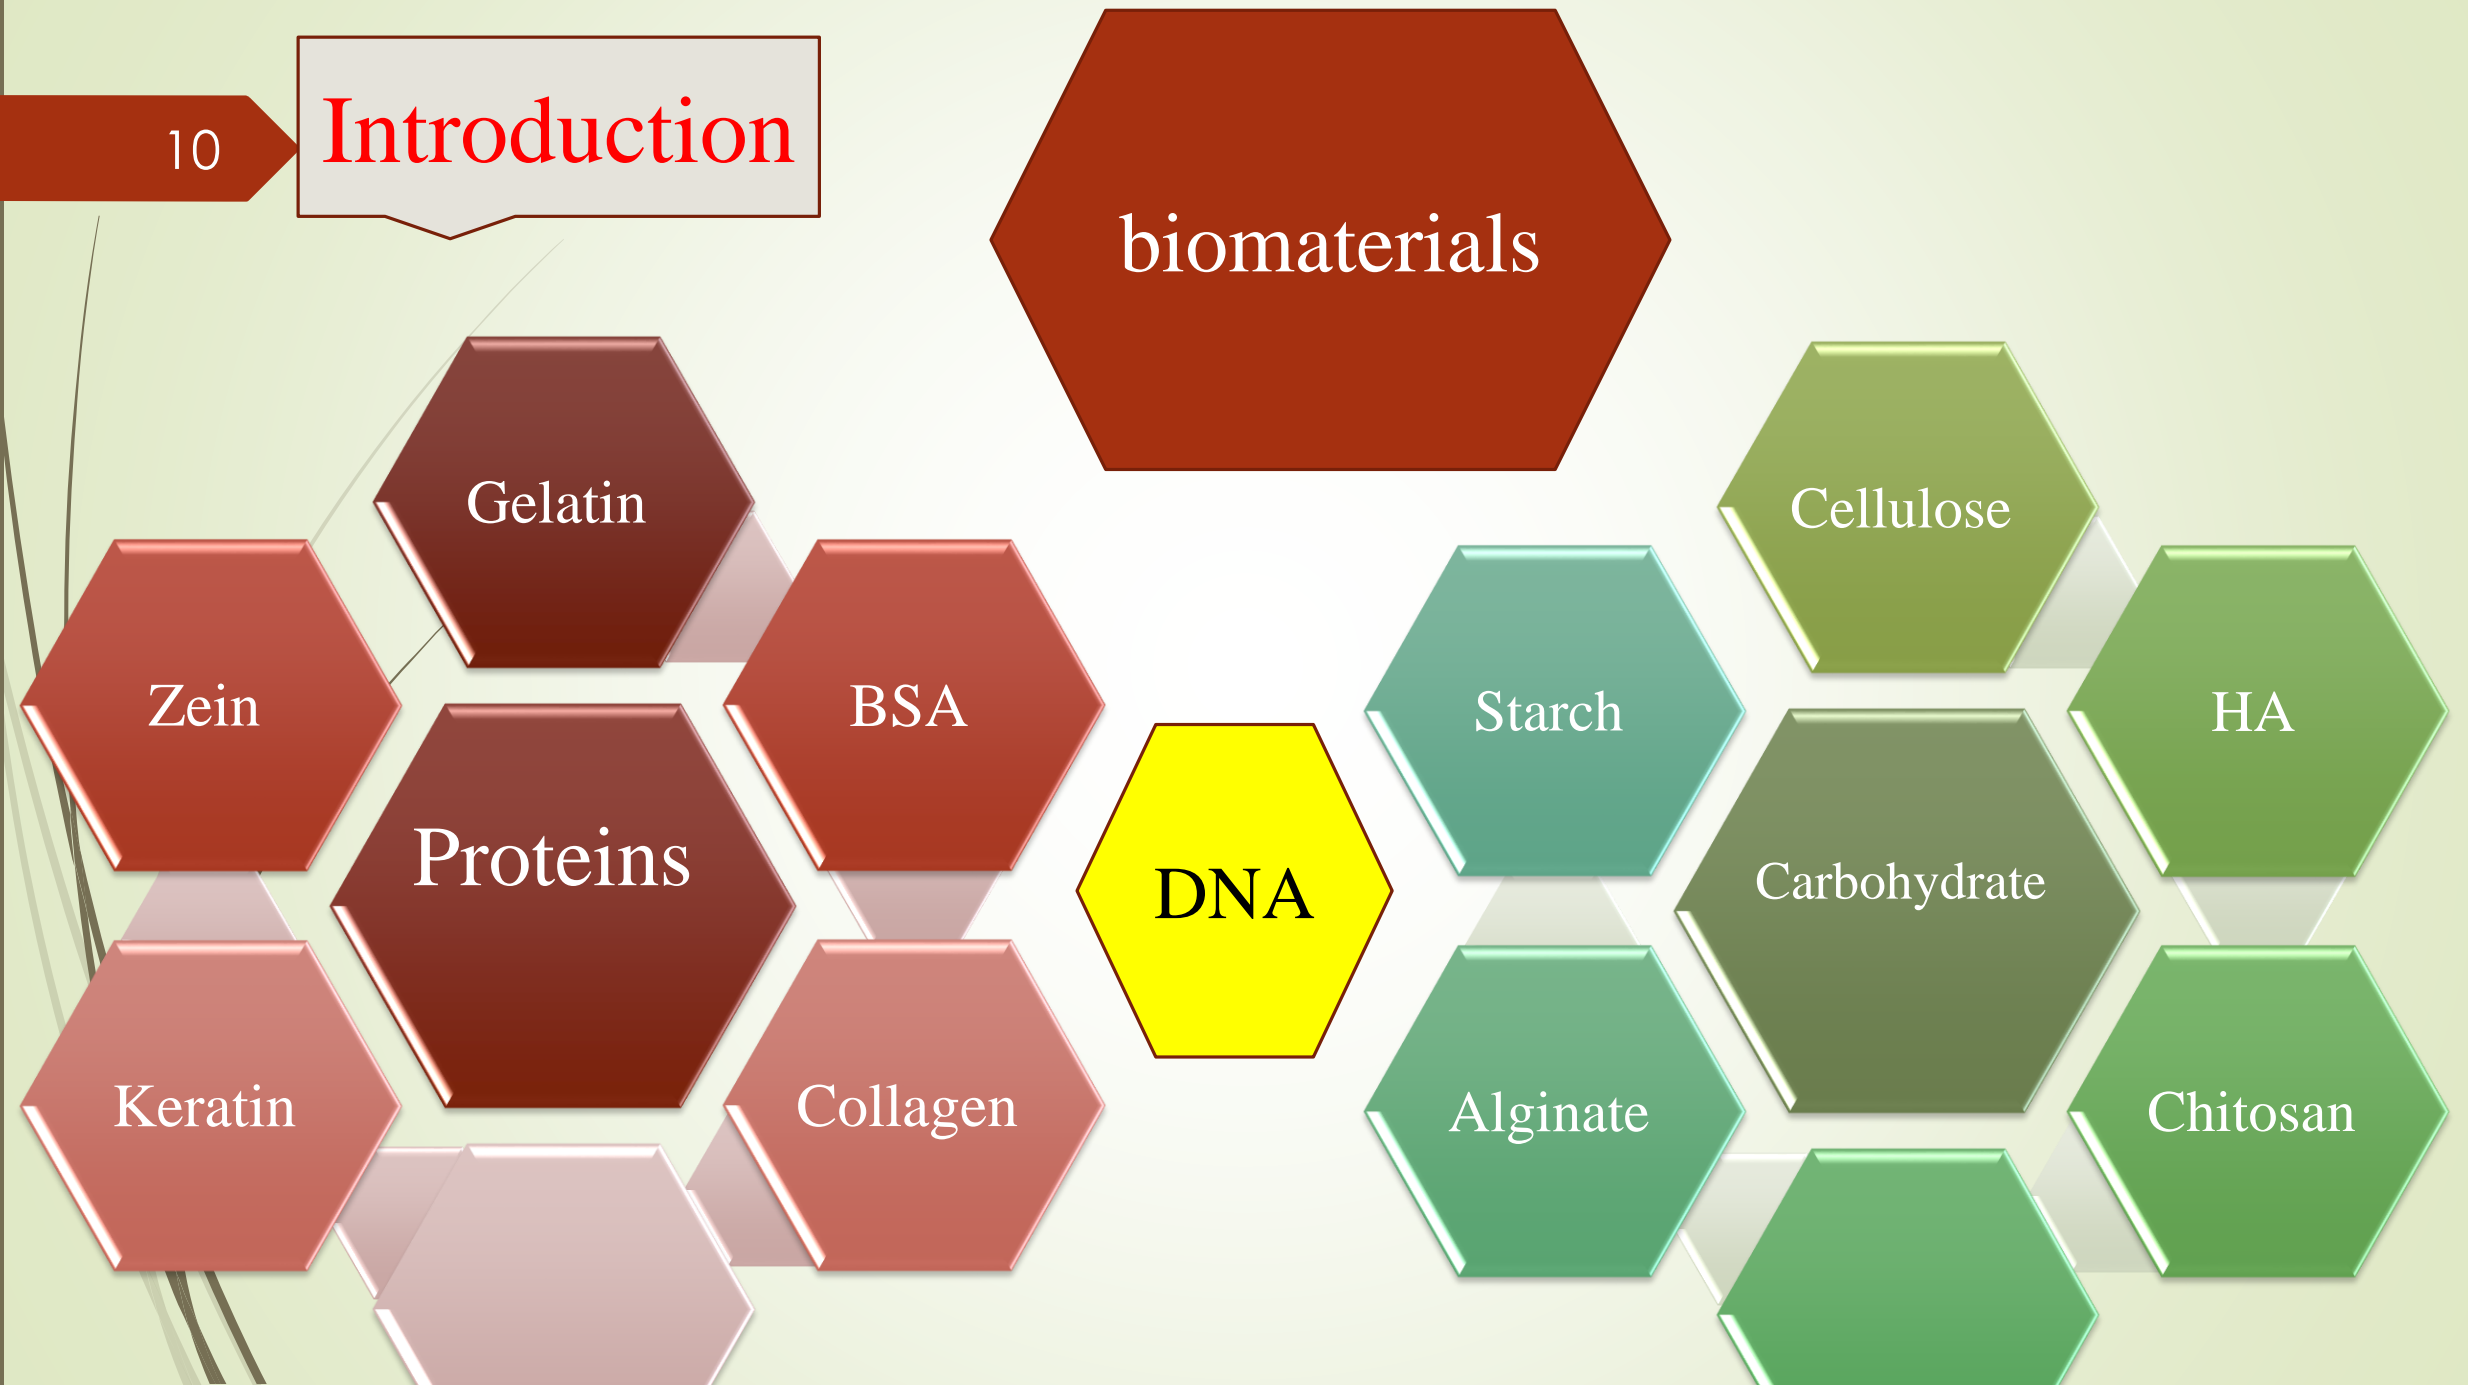 10
Introduction
biomaterials
Gelatin
Zein
BSA
Proteins
Keratin
Collagen
DNA
Cellulose
Starch
HA
Carbohydrate
Alginate
Chitosan